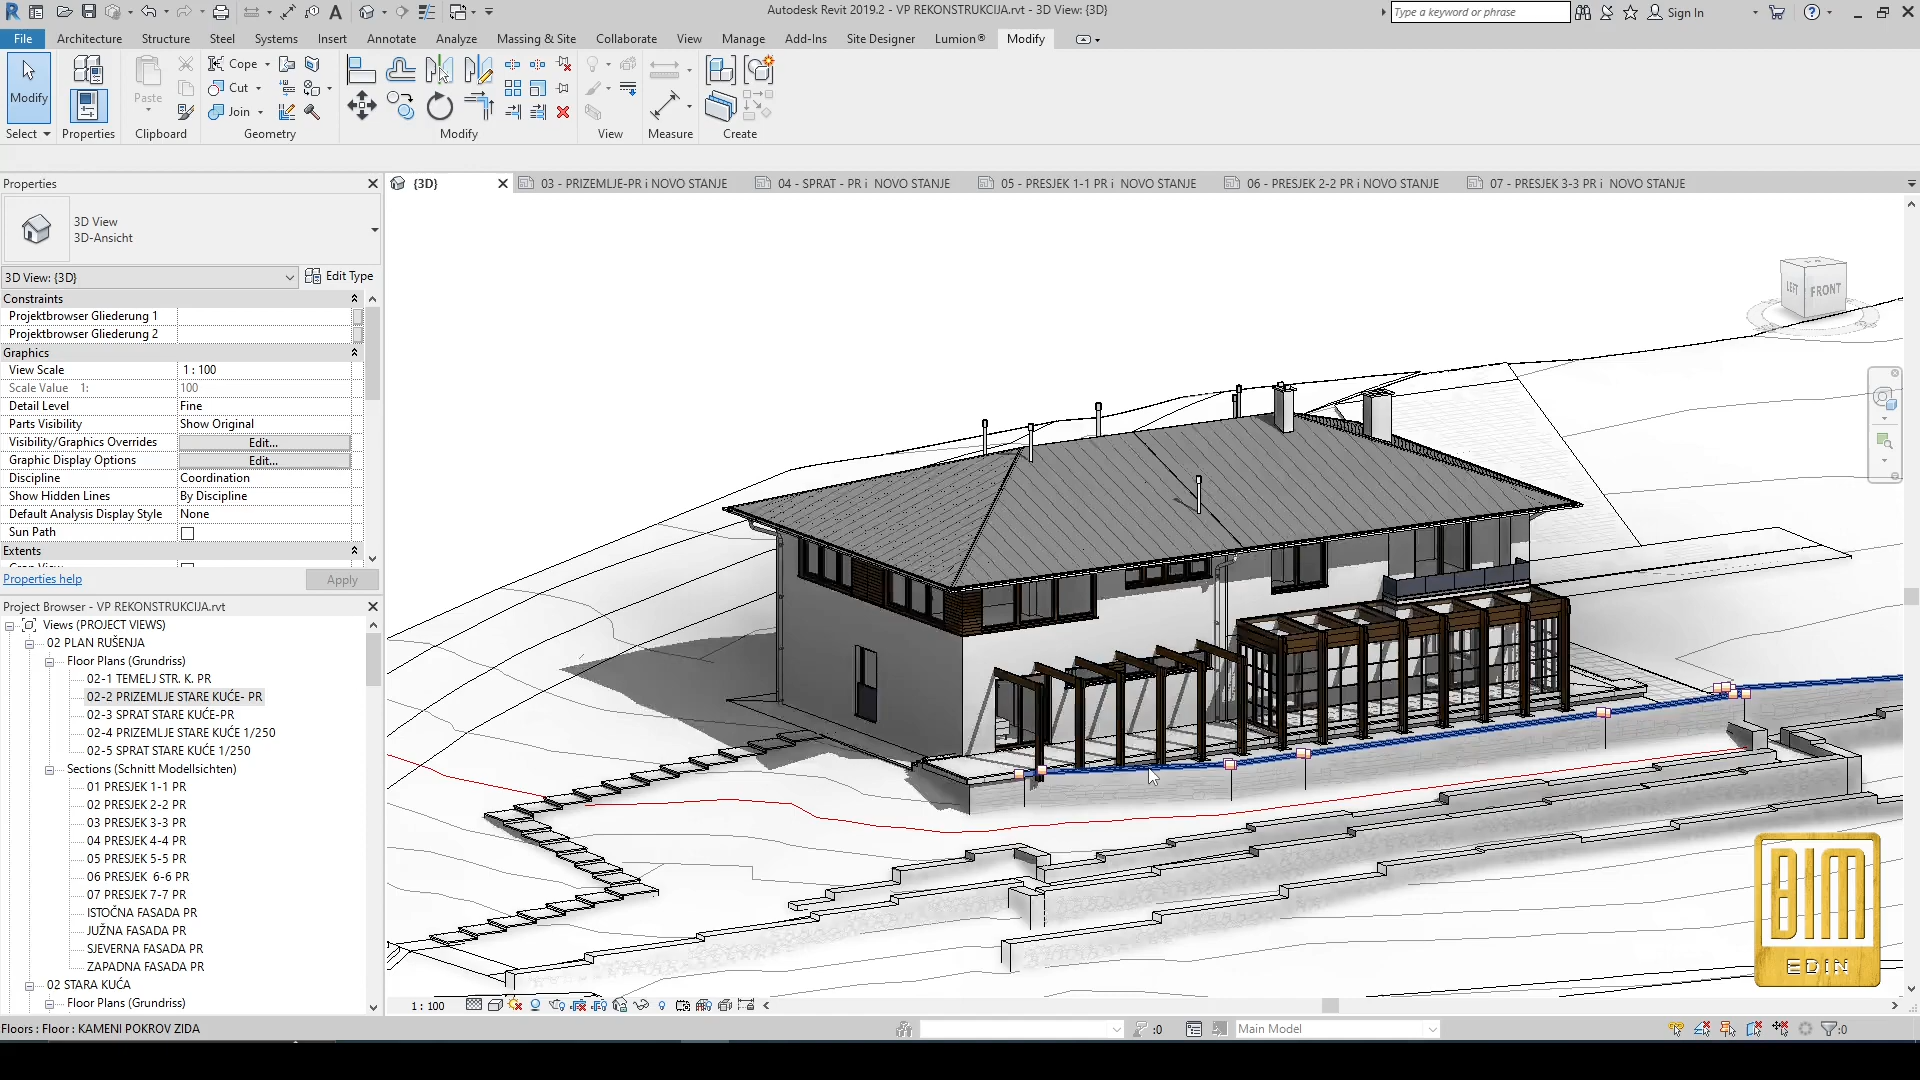 Autodesk Revit 2019.2 - VP REKONSTRUKCIJA.rvt - 3D View: {3D}
Type a keyword or phrase
Sign In
File Architecture Structure Steel Systems Insert Annotate Analyze Massing & Site Collaborate View Manage Add-Ins Site Designer Lumion® Modify
Modify
Paste
Cope
Cut
Join
Select Properties Clipboard Geometry Modify View Measure Create
Properties
{3D} 03 - PRIZEMLJE-PR i NOVO STANJE 04 - SPRAT - PR i NOVO STANJE 05 - PRESJEK 1-1 PR i NOVO STANJE 06 - PRESJEK 2-2 PR i NOVO STANJE 07 - PRESJEK 3-3 PR i NOVO STANJE
3D View
3D-Ansicht
3D View: {3D} Edit Type
Constraints
Projektbrowser Gliederung 1
Projektbrowser Gliederung 2
Graphics
View Scale 1 : 100
Scale Value 1: 100
Detail Level Fine
Parts Visibility Show Original
Visibility/Graphics Overrides Edit...
Graphic Display Options Edit...
Discipline Coordination
Show Hidden Lines By Discipline
Default Analysis Display Style None
Sun Path
Extents
Properties help Apply
Project Browser - VP REKONSTRUKCIJA.rvt
Views (PROJECT VIEWS)
02 PLAN RUŠENJA
Floor Plans (Grundriss)
02-1 TEMELJ STR. K. PR
02-2 PRIZEMLJE STARE KUĆE- PR
02-3 SPRAT STARE KUĆE-PR
02-4 PRIZEMLJE STARE KUĆE 1/250
02-5 SPRAT STARE KUĆE 1/250
Sections (Schnitt Modellsichten)
01 PRESJEK 1-1 PR
02 PRESJEK 2-2 PR
03 PRESJEK 3-3 PR
04 PRESJEK 4-4 PR
05 PRESJEK 5-5 PR
06 PRESJEK 6-6 PR
07 PRESJEK 7-7 PR
ISTOČNA FASADA PR
JUŽNA FASADA PR
SJEVERNA FASADA PR
ZAPADNA FASADA PR
02 STARA KUĆA
Floor Plans (Grundriss)
LEFT FRONT
BIM
EDIN
1 : 100
Floors : Floor : KAMENI POKROV ZIDA
:0
Main Model
:0